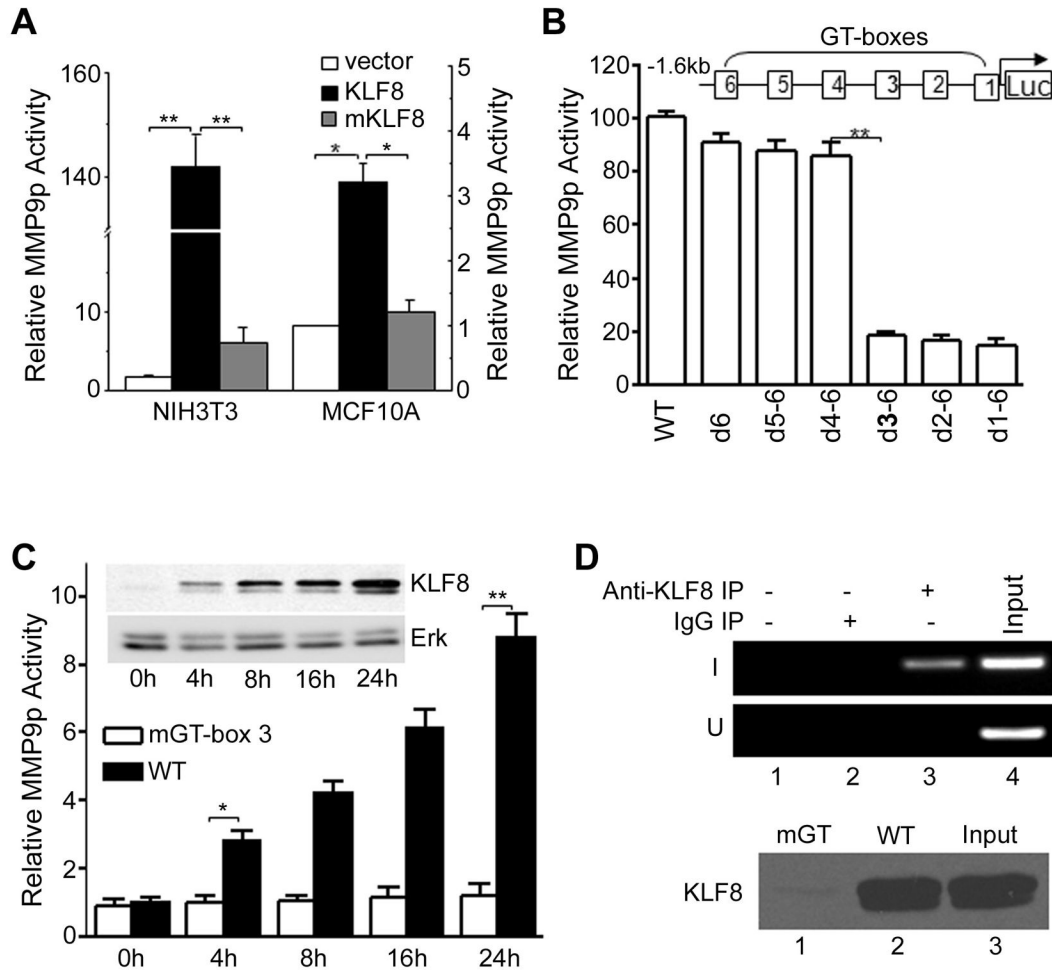 A
Relative MMP9p Activity
160
140
10
0
** **
* *
vector
KLF8
mKLF8
5
4
3
2
1
0
Relative MMP9p Activity
NIH3T3 MCF10A
B
Relative MMP9p Activity
GT-boxes
-1.6kb
6 5 4 3 2 1 Luc
120
100
80
60
40
20
0
**
WT d6 d5-6 d4-6 d3-6 d2-6 d1-6
C
Relative MMP9p Activity
10
8
6
4
2
0
KLF8
Erk
0h 4h 8h 16h 24h
mGT-box 3
WT
*
**
0h 4h 8h 16h 24h
D
Anti-KLF8 IP - - + Input
IgG IP - + -
I
U
1 2 3 4
mGT WT Input
KLF8
1 2 3